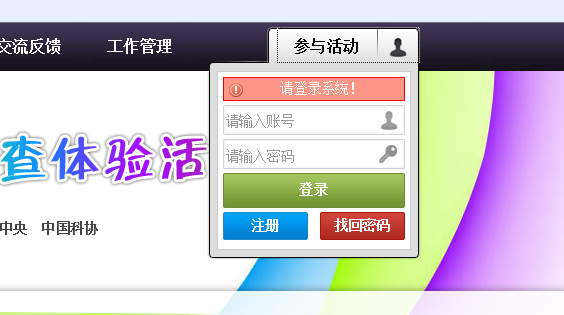 交流反馈 工作管理 参与活动
请登录系统!
请输入账号
请输入密码
登录
注册 找回密码
查体验活
中央 中国科协